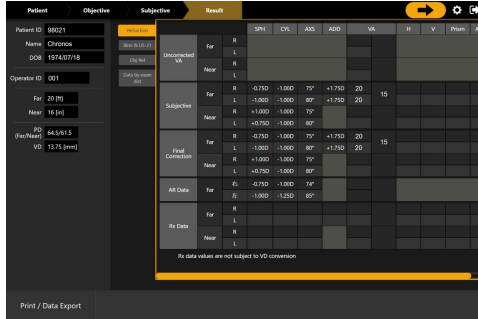 Patient Objective Subjective Result
Patient ID 98021
Name Chronos
DOB 1974/07/18
Operator ID 001
Far 20 [ft]
Near 16 [in]
PD (Far/Near) 64.5/61.5
VD 13.75 [mm]
Refraction
Bino & US-31
Obj Ref
Data by exam dist
SPH CYL AXS ADD VA H V Prism
Uncorrected VA
Far R
L
Near R
L
Subjective
Far R -0.75D -1.00D 75° +1.75D 20 15
L -1.00D -1.00D 80° +1.75D 20
Near R +1.00D -1.00D 75°
L +0.75D -1.00D 80°
Final Correction
Far R -0.75D -1.00D 75° +1.75D 20 15
L -1.00D -1.00D 80° +1.75D 20
Near R +1.00D -1.00D 75°
L +0.75D -1.00D 80°
AR Data Far -0.75D -1.00D 74°
-1.00D -1.25D 85°
Rx Data
Far R
L
Near R
L
Rx data values are not subject to VD conversion
Print / Data Export